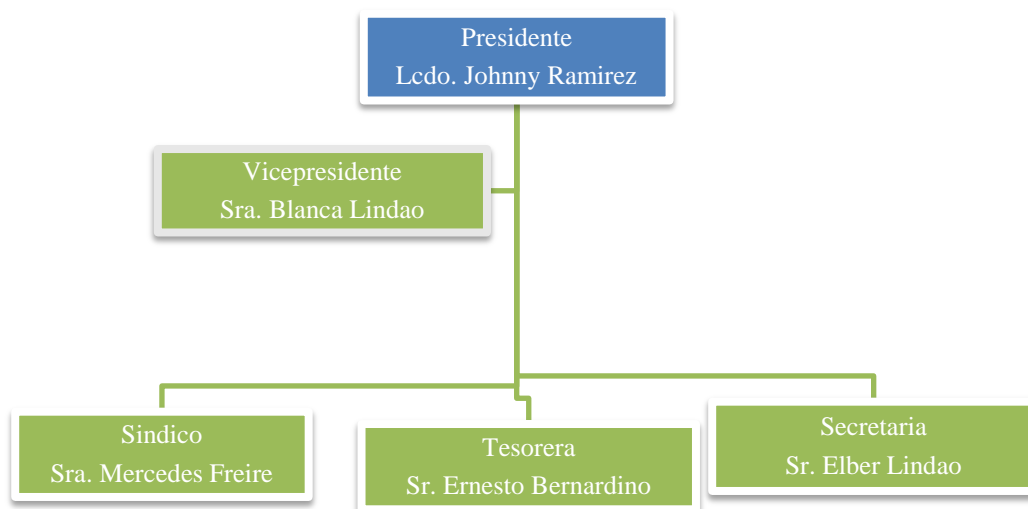 Presidente
Lcdo. Johnny Ramirez
Vicepresidente
Sra. Blanca Lindao
Sindico
Sra. Mercedes Freire
Tesorera
Sr. Ernesto Bernardino
Secretaria
Sr. Elber Lindao